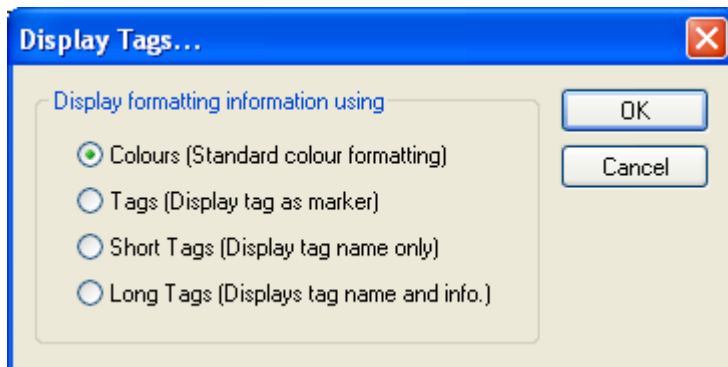 Display Tags...
Display formatting information using
OK
Colours (Standard colour formatting)
Cancel
Tags (Display tag as marker)
Short Tags (Display tag name only)
Long Tags (Displays tag name and info.)